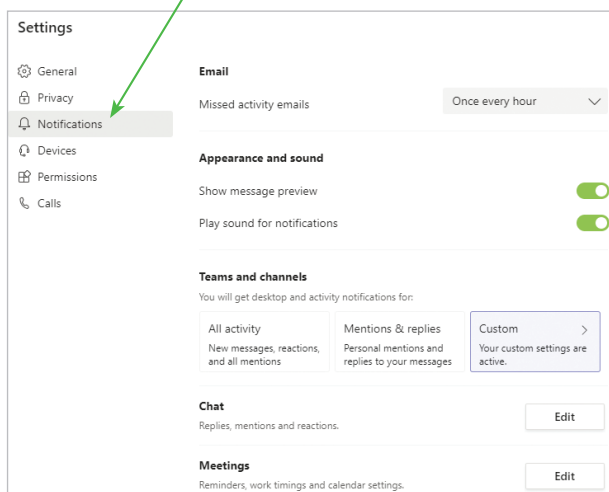 Settings
General
Privacy
Notifications
Devices
Permissions
Calls
Email
Missed activity emails
Once every hour
Appearance and sound
Show message preview
Play sound for notifications
Teams and channels
You will get desktop and activity notifications for:
All activity
New messages, reactions,
and all mentions
Mentions & replies
Personal mentions and
replies to your messages
Custom
Your custom settings are
active.
Chat
Replies, mentions and reactions.
Edit
Meetings
Reminders, work timings and calendar settings.
Edit